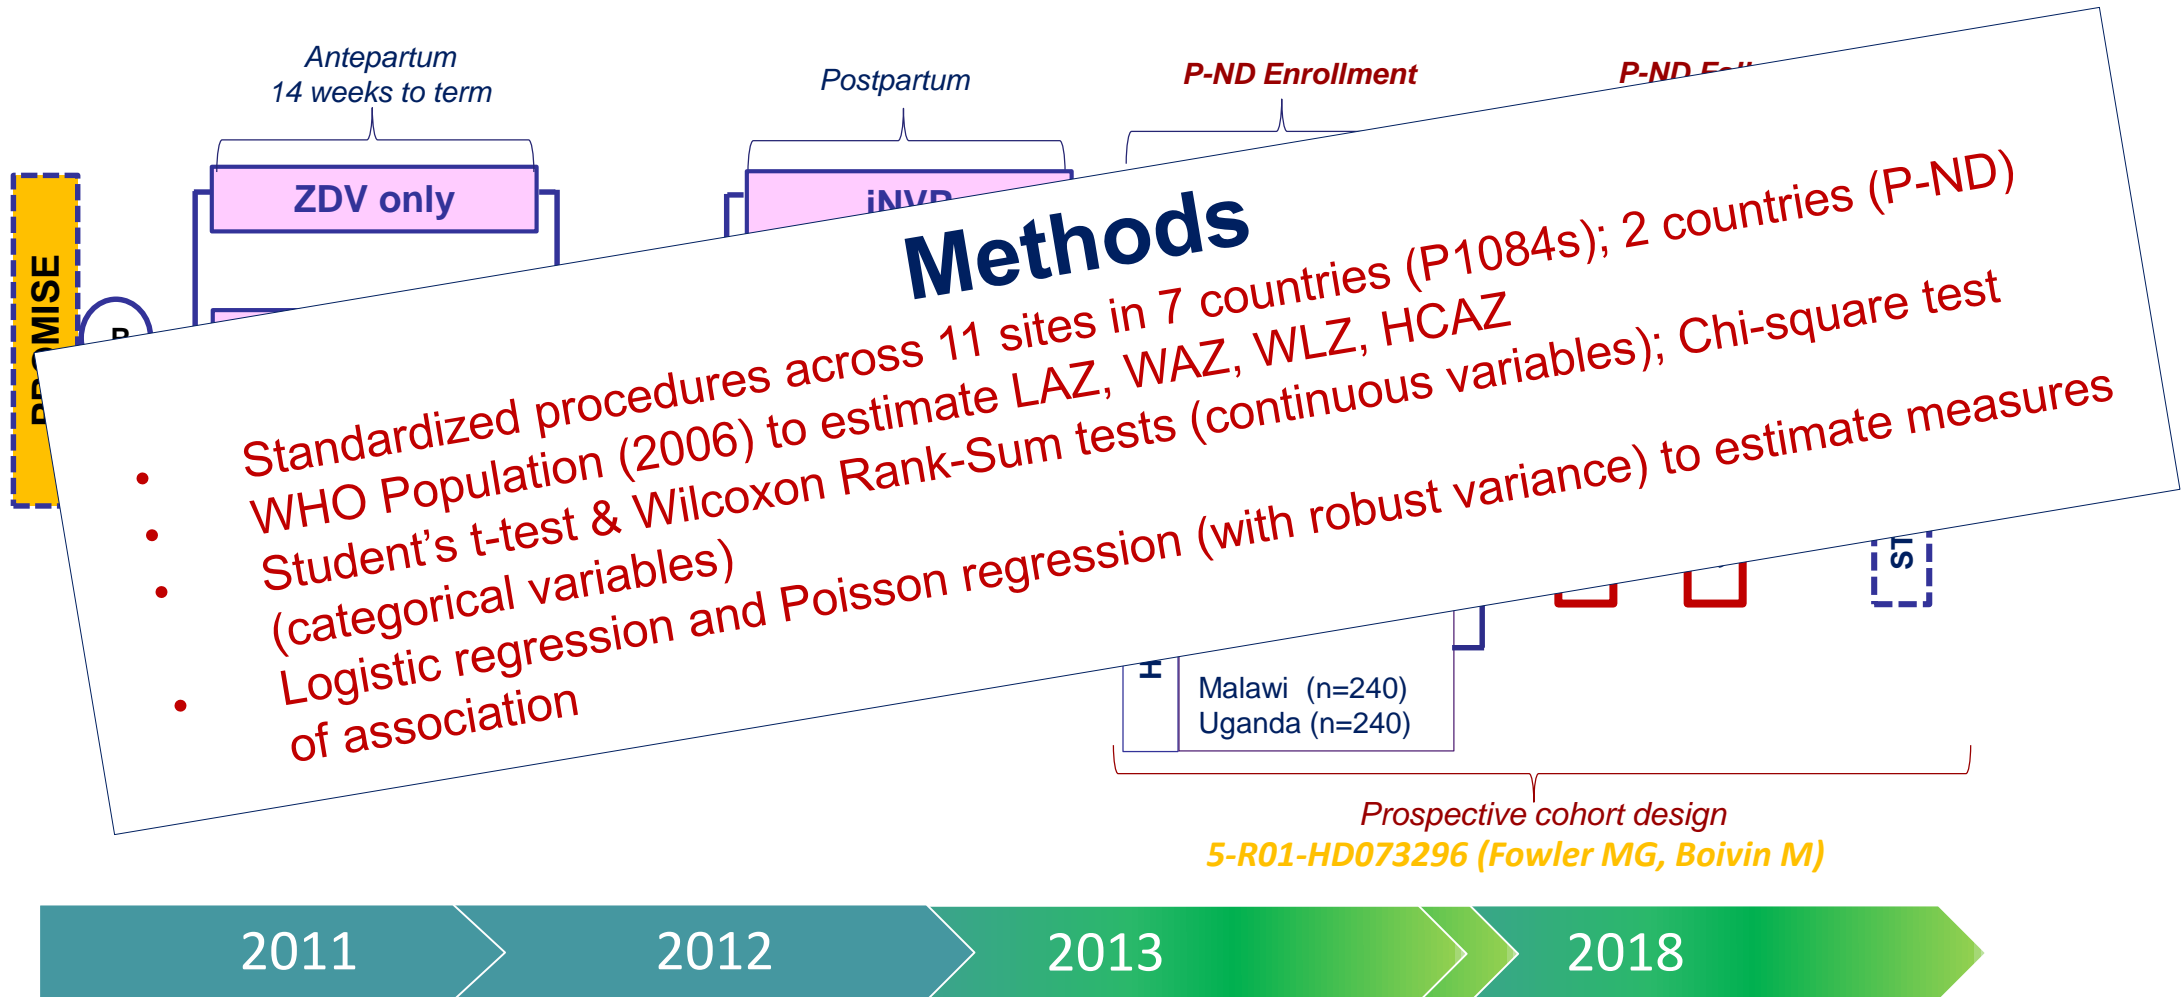 Antepartum
14 weeks to term
Postpartum
P-ND Enrollment
P-ND
ZDV only
PROMISE
Methods
• Standardized procedures across 11 sites in 7 countries (P1084s); 2 countries (P-ND)
• WHO Population (2006) to estimate LAZ, WAZ, WLZ, HCAZ
• Student’s t-test & Wilcoxon Rank-Sum tests (continuous variables); Chi-square test
(categorical variables)
• Logistic regression and Poisson regression (with robust variance) to estimate measures
of association
Malawi (n=240)
Uganda (n=240)
Prospective cohort design
5-R01-HD073296 (Fowler MG, Boivin M)
2011
2012
2013
2018